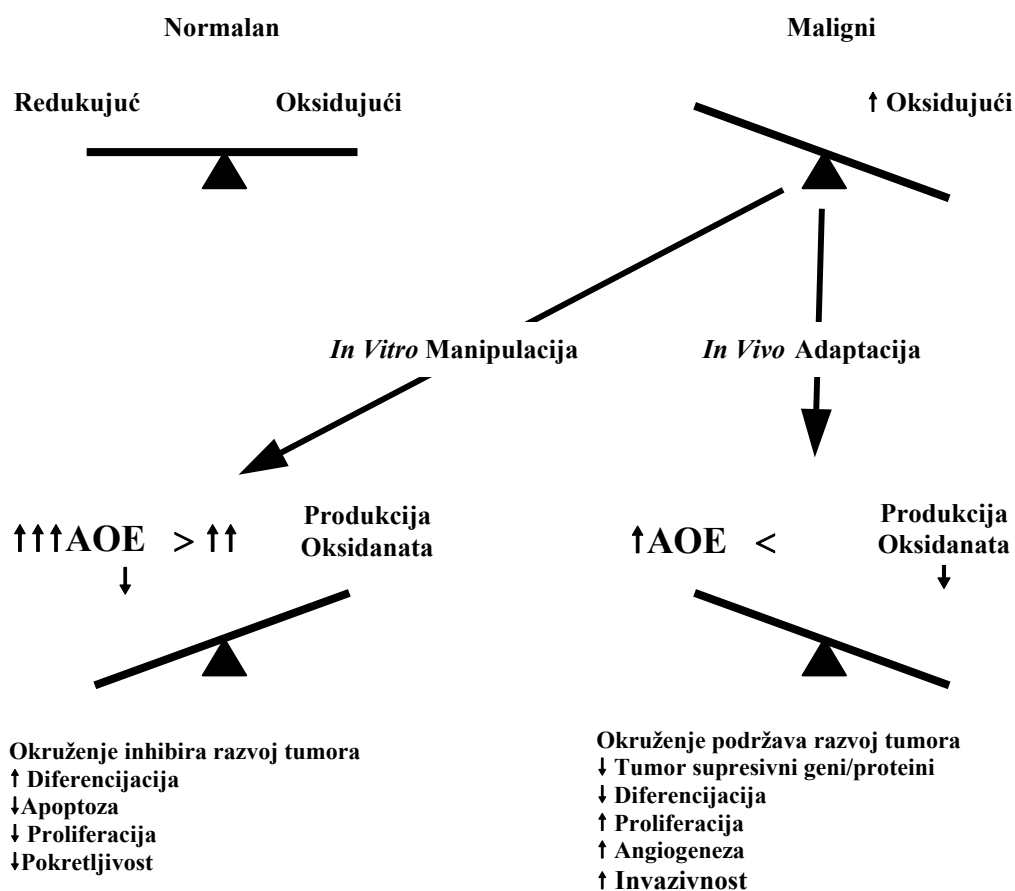 Normalan
Maligni
Redukujuć
Oksidujući
↑ Oksidujući
In Vitro Manipulacija
In Vivo Adaptacija
↑↑↑AOE > ↑↑
Produkcija
Oksidanata
↑AOE <
Produkcija
Oksidanata
Okruženje inhibira razvoj tumora
↑ Diferencijacija
↓Apoptoza
↓ Proliferacija
↓Pokretljivost
Okruženje podržava razvoj tumora
↓ Tumor supresivni geni/proteini
↓ Diferencijacija
↑ Proliferacija
↑ Angiogeneza
↑ Invazivnost